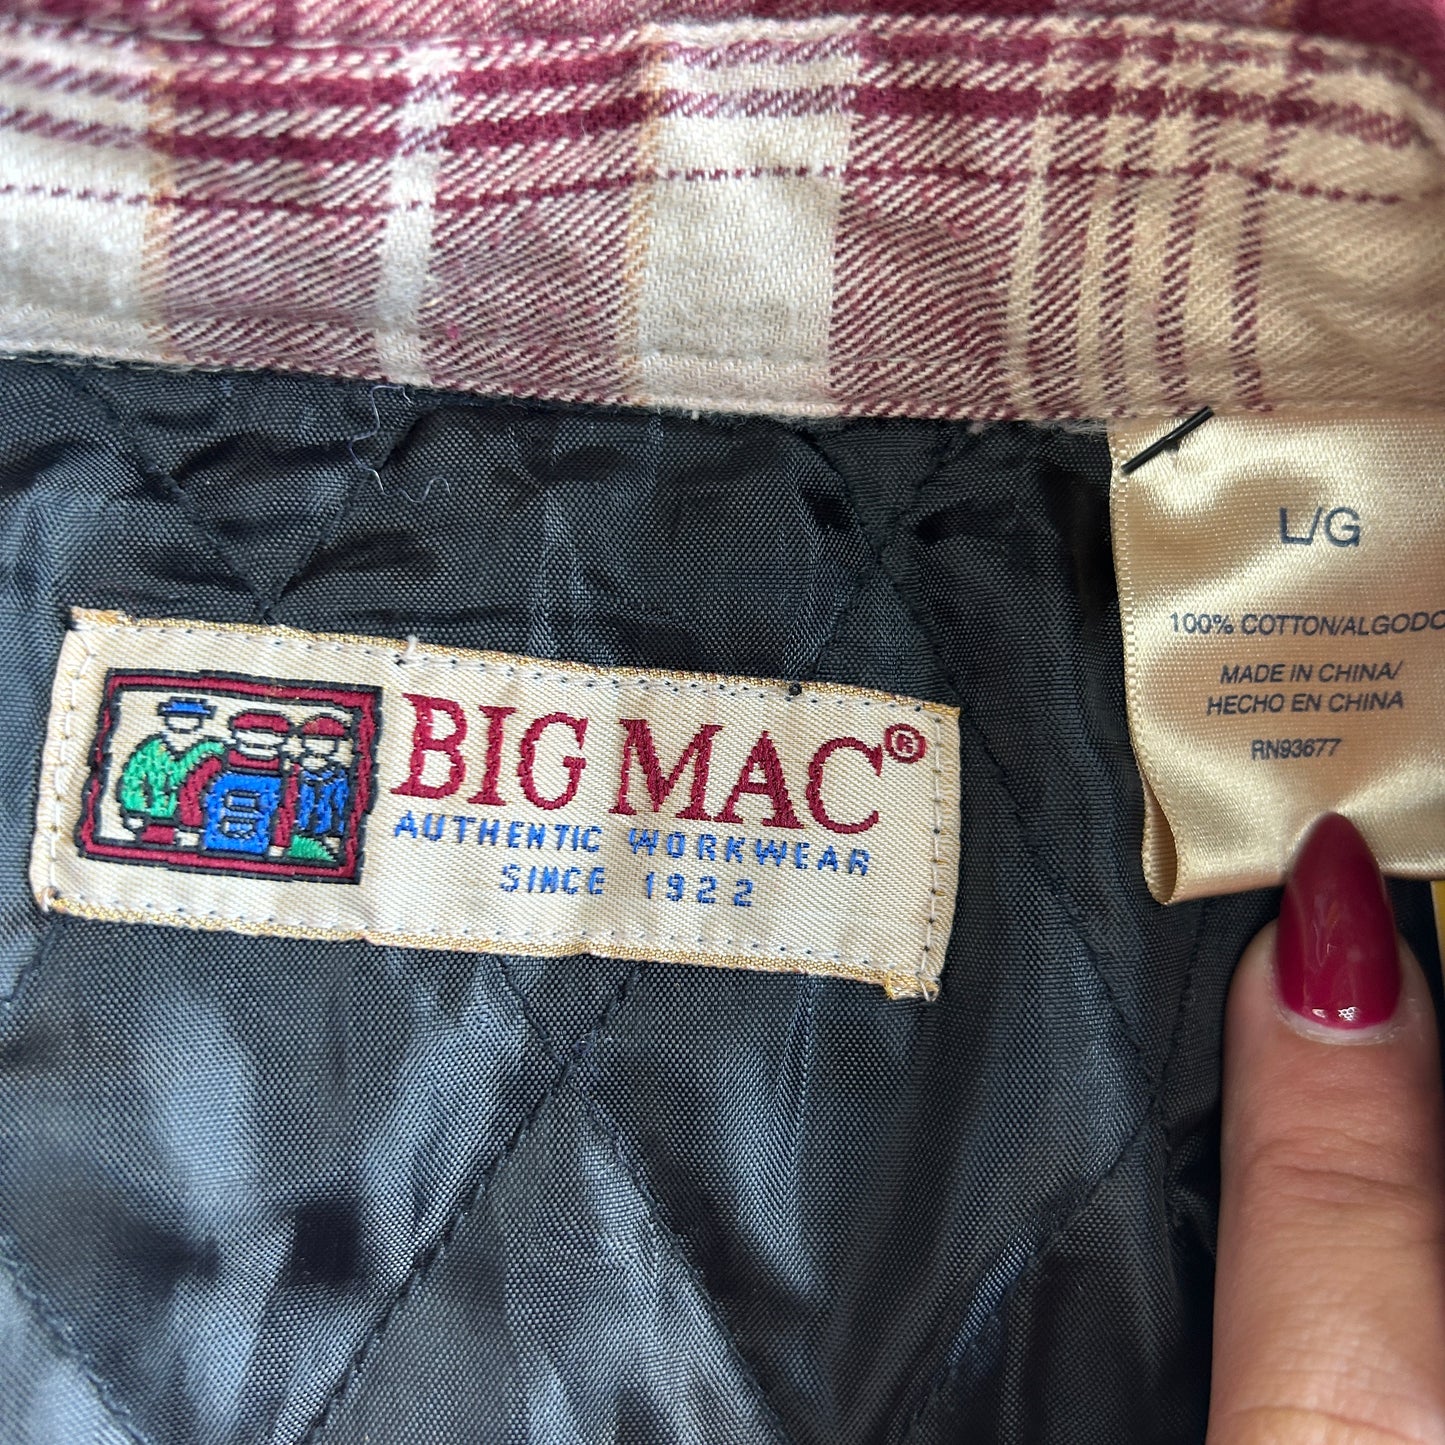 BIG MAC®
AUTHENTIC WORKWEAR
SINCE 1922
L/G
100% COTTON/ALGODO
MADE IN CHINA/
HECHO EN CHINA
RN93677